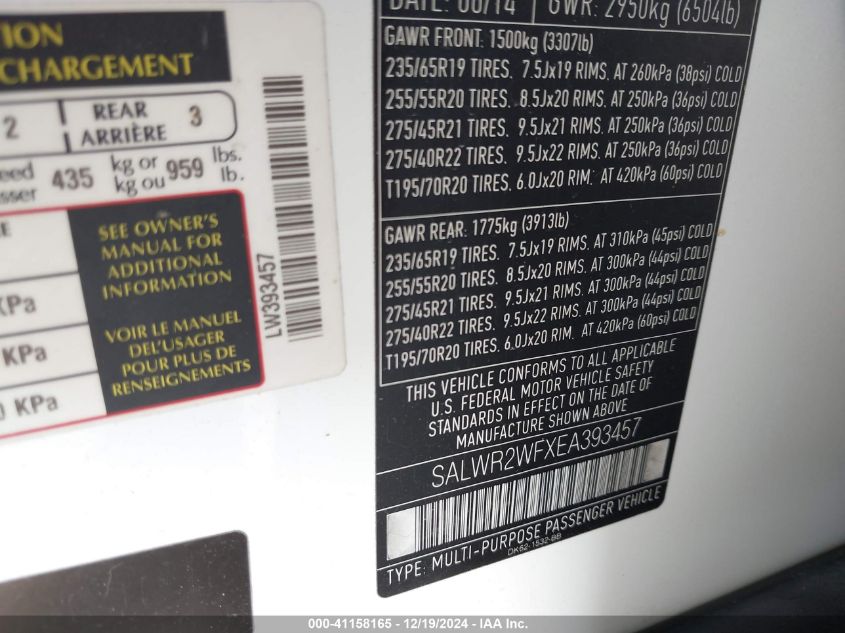 TION
CHARGEMENT
2 REAR ARRIÈRE 3
435 kg or kg ou 959 lbs. lb.
SEE OWNER'S
MANUAL FOR
ADDITIONAL
INFORMATION
KPa
KPa
VOIR LE MANUEL
DE L'USAGER
POUR PLUS DE
RENSEIGNEMENTS
LW393457
GWR: 2950kg (6504lb)
GAWR FRONT: 1500kg (3307lb)
235/65R19 TIRES. 7.5Jx19 RIMS. AT 260kPa (38psi) COLD
255/55R20 TIRES. 8.5Jx20 RIMS. AT 250kPa (36psi) COLD
275/45R21 TIRES. 9.5Jx21 RIMS. AT 250kPa (36psi) COLD
275/40R22 TIRES. 9.5Jx22 RIMS. AT 250kPa (36psi) COLD
T195/70R20 TIRES. 6.0Jx20 RIM. AT 420kPa (60psi) COLD
GAWR REAR: 1775kg (3913lb)
235/65R19 TIRES. 7.5Jx19 RIMS. AT 310kPa (45psi) COLD
255/55R20 TIRES. 8.5Jx20 RIMS. AT 300kPa (44psi) COLD
275/45R21 TIRES. 9.5Jx21 RIMS. AT 300kPa (44psi) COLD
275/40R22 TIRES. 9.5Jx22 RIMS. AT 300kPa (44psi) COLD
T195/70R20 TIRES. 6.0Jx20 RIM. AT 420kPa (60psi) COLD
THIS VEHICLE CONFORMS TO ALL APPLICABLE
U.S. FEDERAL MOTOR VEHICLE SAFETY
STANDARDS IN EFFECT ON THE DATE OF
MANUFACTURE SHOWN ABOVE
SALWR2WFXEA393457
TYPE: MULTI-PURPOSE PASSENGER VEHICLE
DK62-1532-BB
000-41158165 - 12/19/2024 - IAA Inc.